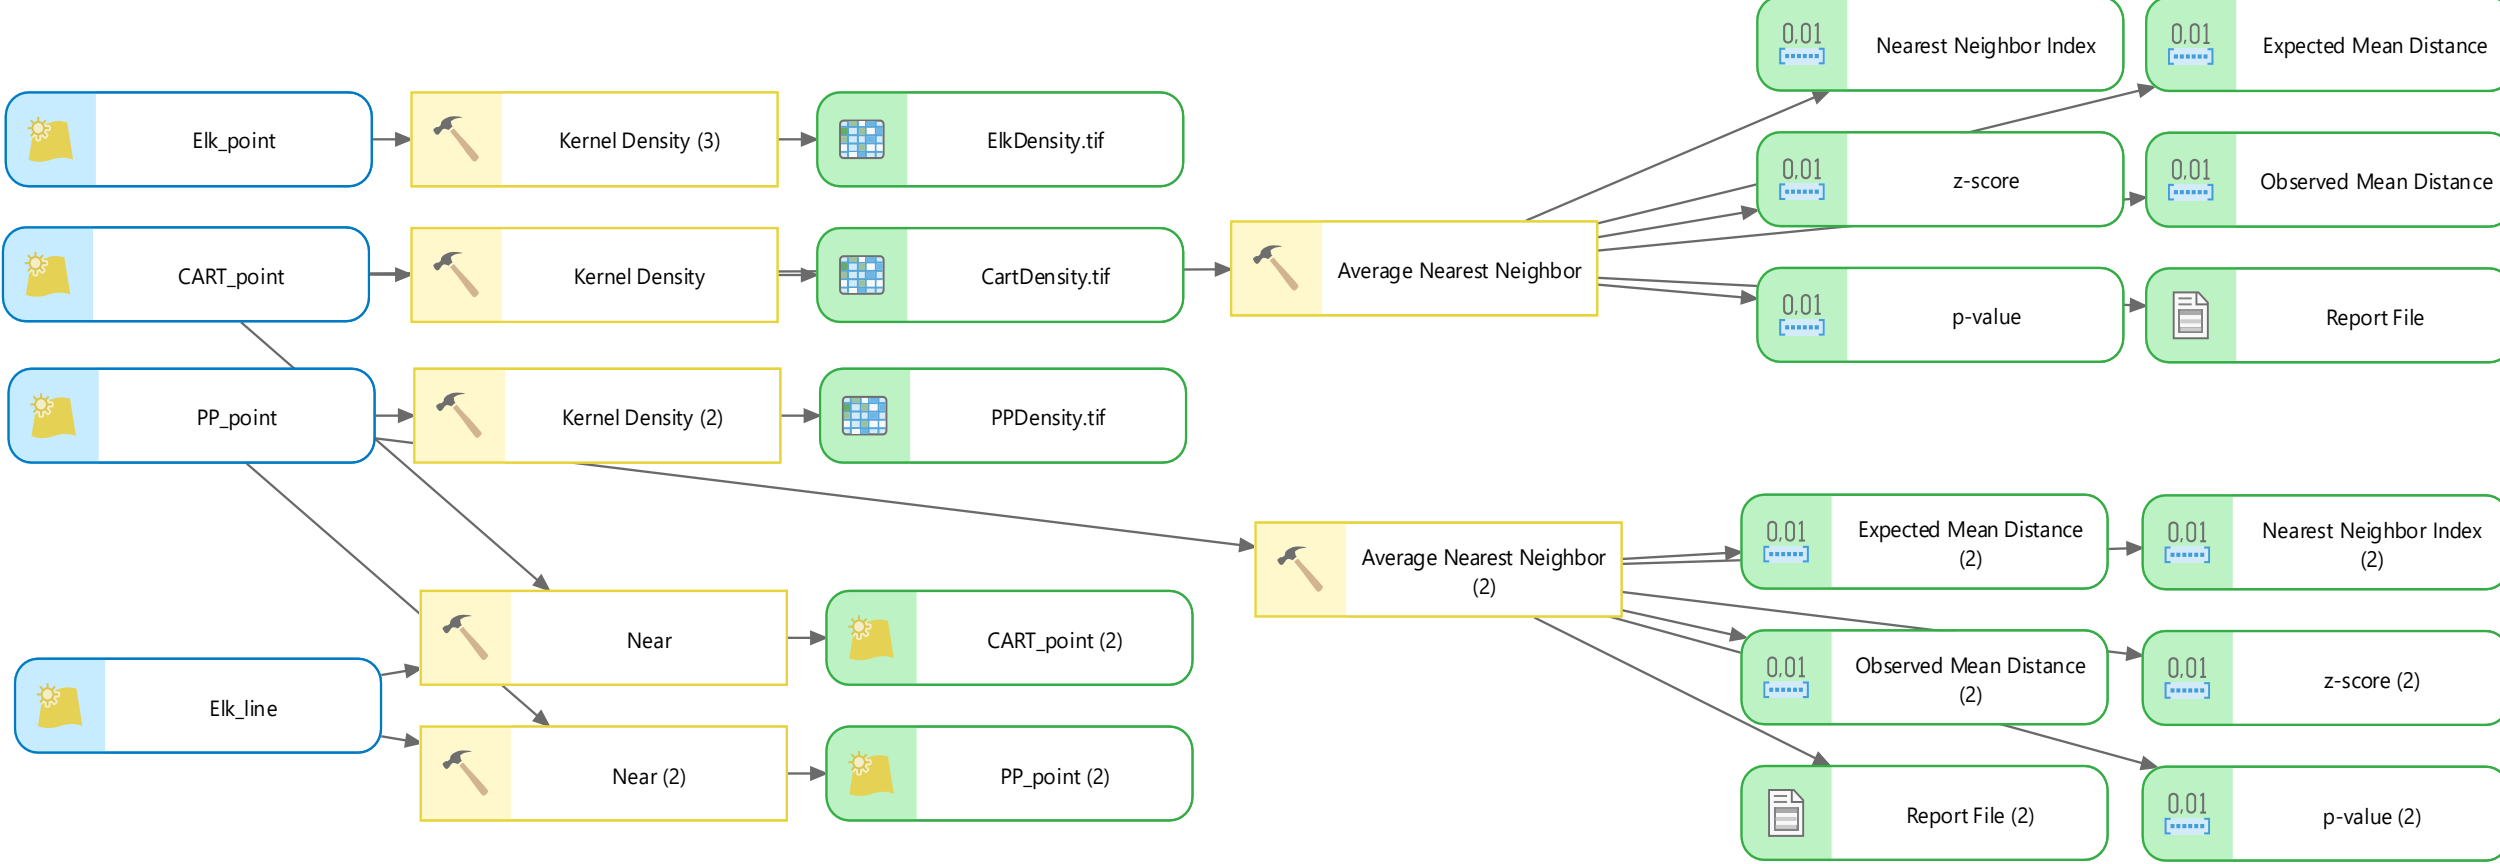 0,01
Nearest Neighbor Index
0,01
Expected Mean Distance
Elk_point
Kernel Density (3)
ElkDensity.tif
0,01
z-score
0,01
Observed Mean Distance
CART_point
Kernel Density
CartDensity.tif
Average Nearest Neighbor
0,01
p-value
Report File
PP_point
Kernel Density (2)
PPDensity.tif
Average Nearest Neighbor
(2)
0,01
Expected Mean Distance
(2)
0,01
Nearest Neighbor Index
(2)
Near
CART_point (2)
0,01
Observed Mean Distance
(2)
0,01
z-score (2)
Elk_line
Near (2)
PP_point (2)
Report File (2)
0,01
p-value (2)